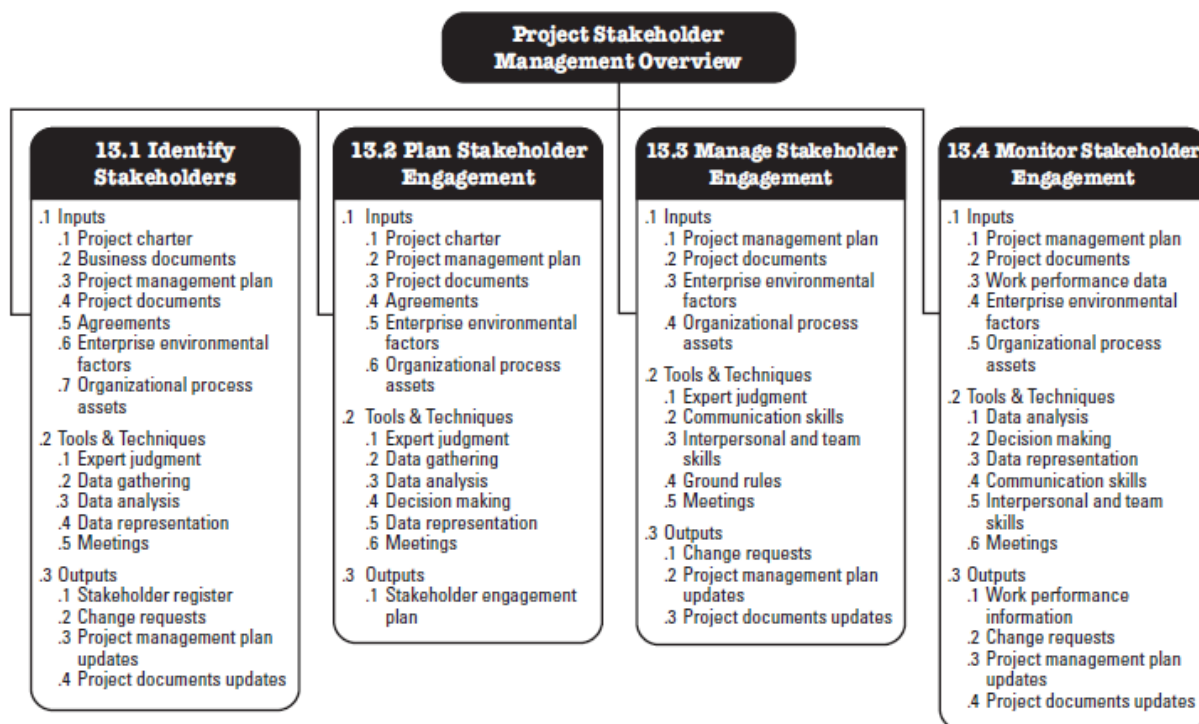 Project Stakeholder
Management Overview
13.1 Identify
Stakeholders
.1 Inputs
.1 Project charter
.2 Business documents
.3 Project management plan
.4 Project documents
.5 Agreements
.6 Enterprise environmental
factors
.7 Organizational process
assets
.2 Tools & Techniques
.1 Expert judgment
.2 Data gathering
.3 Data analysis
.4 Data representation
.5 Meetings
.3 Outputs
.1 Stakeholder register
.2 Change requests
.3 Project management plan
updates
.4 Project documents updates
13.2 Plan Stakeholder
Engagement
.1 Inputs
.1 Project charter
.2 Project management plan
.3 Project documents
.4 Agreements
.5 Enterprise environmental
factors
.6 Organizational process
assets
.2 Tools & Techniques
.1 Expert judgment
.2 Data gathering
.3 Data analysis
.4 Decision making
.5 Data representation
.6 Meetings
.3 Outputs
.1 Stakeholder engagement
plan
13.3 Manage Stakeholder
Engagement
.1 Inputs
.1 Project management plan
.2 Project documents
.3 Enterprise environmental
factors
.4 Organizational process
assets
.2 Tools & Techniques
.1 Expert judgment
.2 Communication skills
.3 Interpersonal and team
skills
.4 Ground rules
.5 Meetings
.3 Outputs
.1 Change requests
.2 Project management plan
updates
.3 Project documents updates
13.4 Monitor Stakeholder
Engagement
.1 Inputs
.1 Project management plan
.2 Project documents
.3 Work performance data
.4 Enterprise environmental
factors
.5 Organizational process
assets
.2 Tools & Techniques
.1 Data analysis
.2 Decision making
.3 Data representation
.4 Communication skills
.5 Interpersonal and team
skills
.6 Meetings
.3 Outputs
.1 Work performance
information
.2 Change requests
.3 Project management plan
updates
.4 Project documents updates